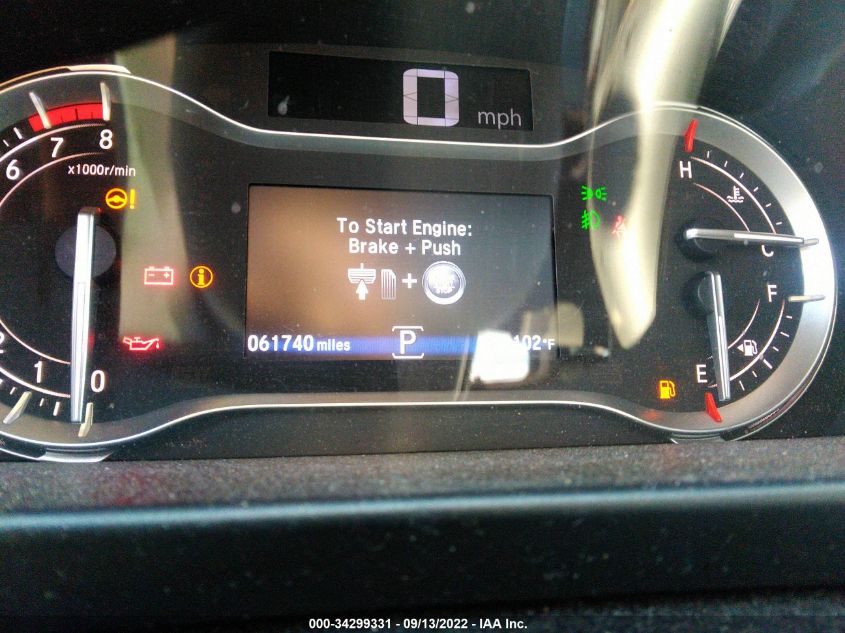 0 mph
8
7
6
x1000r/min
H
To Start Engine:
Brake + Push
C
F
061740 miles P 102°F
2
1
0
E
000-34299331 - 09/13/2022 - IAA Inc.